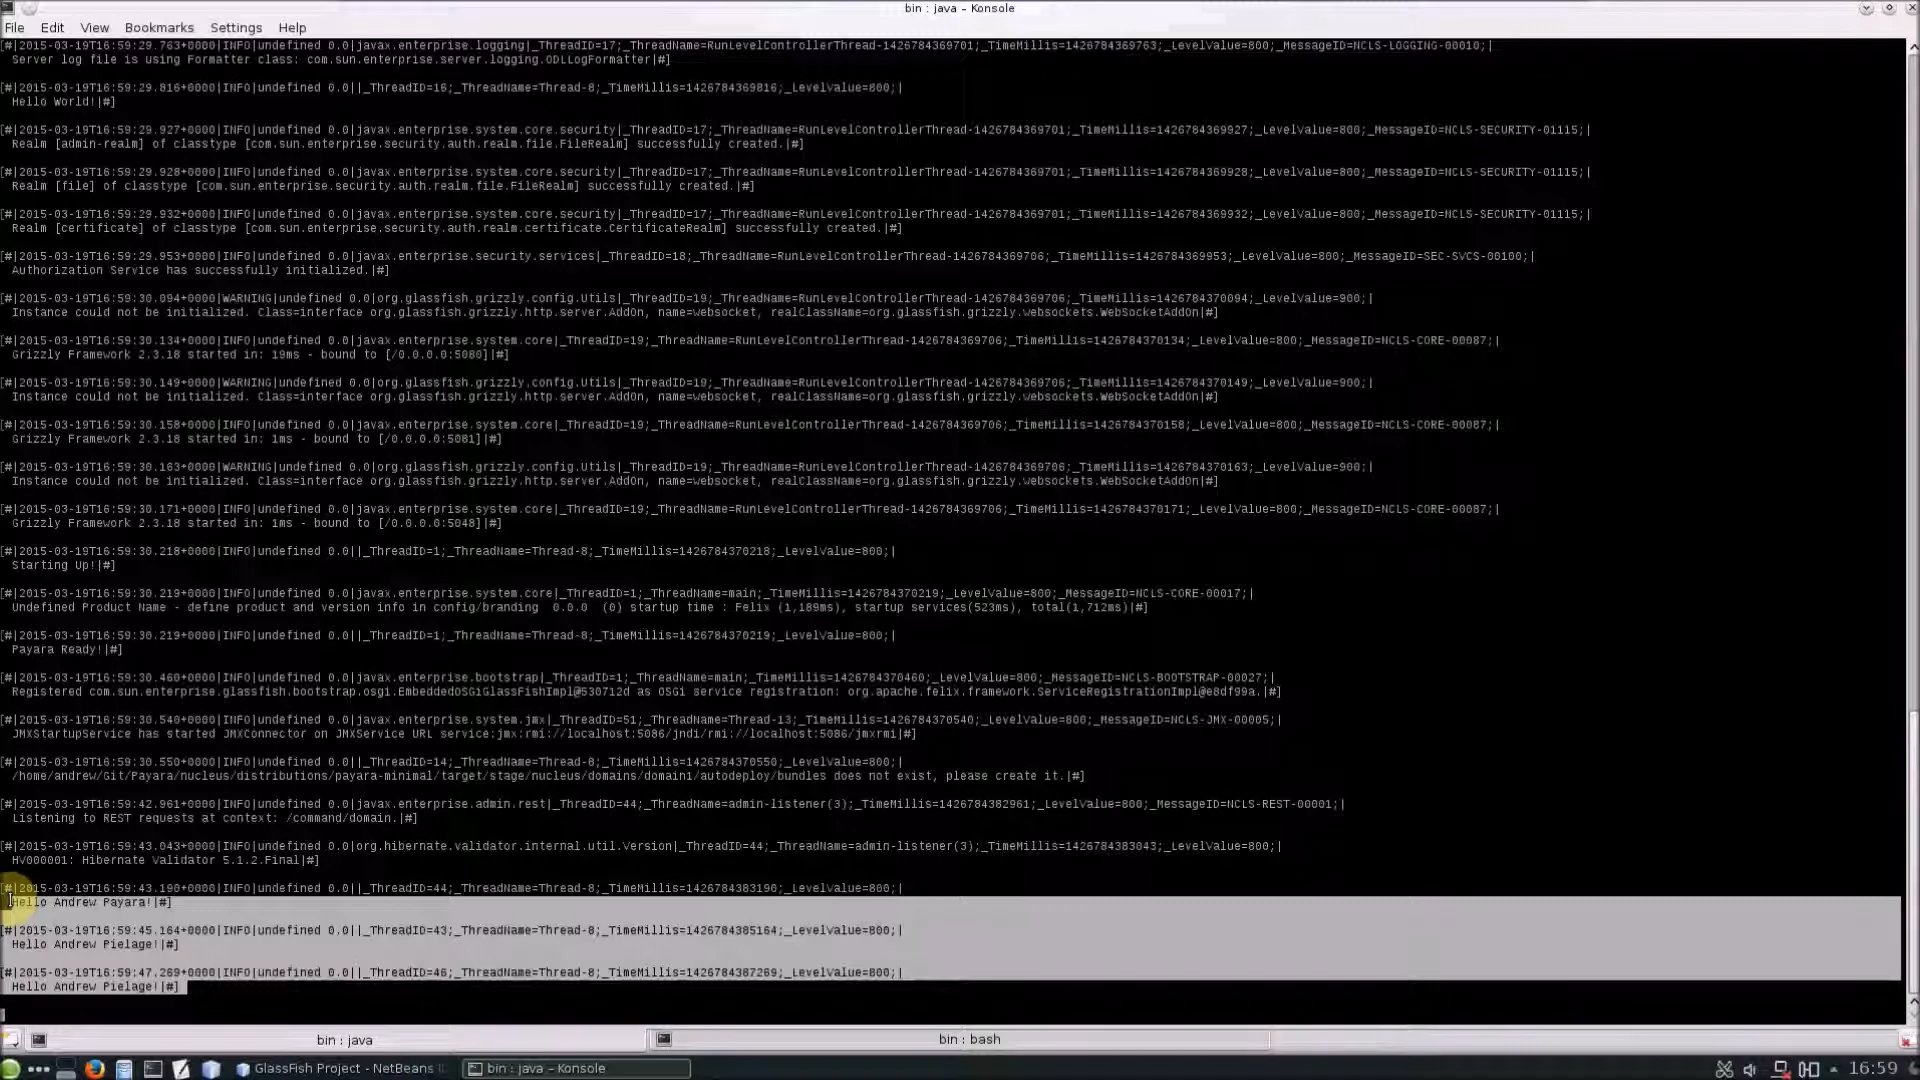 bin : java – Konsole
File Edit View Bookmarks Settings Help
[#|2015-03-19T16:59:29.763+0000|INFO|undefined 0.0|javax.enterprise.logging|_ThreadID=17;_ThreadName=RunLevelControllerThread-1426784369701;_TimeMillis=1426784369763;_LevelValue=800;_MessageID=NCLS-LOGGING-00010;|
Server log file is using Formatter class: com.sun.enterprise.server.logging.ODLLogFormatter|#]
[#|2015-03-19T16:59:29.816+0000|INFO|undefined 0.0||_ThreadID=16;_ThreadName=Thread-8;_TimeMillis=1426784369816;_LevelValue=800;|
Hello World!|#]
[#|2015-03-19T16:59:29.927+0000|INFO|undefined 0.0|javax.enterprise.system.core.security|_ThreadID=17;_ThreadName=RunLevelControllerThread-1426784369701;_TimeMillis=1426784369927;_LevelValue=800;_MessageID=NCLS-SECURITY-01115;|
Realm [admin-realm] of classtype [com.sun.enterprise.security.auth.realm.file.FileRealm] successfully created.|#]
[#|2015-03-19T16:59:29.928+0000|INFO|undefined 0.0|javax.enterprise.system.core.security|_ThreadID=17;_ThreadName=RunLevelControllerThread-1426784369701;_TimeMillis=1426784369928;_LevelValue=800;_MessageID=NCLS-SECURITY-01115;|
Realm [file] of classtype [com.sun.enterprise.security.auth.realm.file.FileRealm] successfully created.|#]
[#|2015-03-19T16:59:29.932+0000|INFO|undefined 0.0|javax.enterprise.system.core.security|_ThreadID=17;_ThreadName=RunLevelControllerThread-1426784369701;_TimeMillis=1426784369932;_LevelValue=800;_MessageID=NCLS-SECURITY-01115;|
Realm [certificate] of classtype [com.sun.enterprise.security.auth.realm.certificate.CertificateRealm] successfully created.|#]
[#|2015-03-19T16:59:29.953+0000|INFO|undefined 0.0|javax.enterprise.security.services|_ThreadID=18;_ThreadName=RunLevelControllerThread-1426784369706;_TimeMillis=1426784369953;_LevelValue=800;_MessageID=SEC-SVCS-00100;|
Authorization Service has successfully initialized.|#]
[#|2015-03-19T16:59:30.094+0000|WARNING|undefined 0.0|org.glassfish.grizzly.config.Utils|_ThreadID=19;_ThreadName=RunLevelControllerThread-1426784369706;_TimeMillis=1426784370094;_LevelValue=900;|
Instance could not be initialized. Class=interface org.glassfish.grizzly.http.server.AddOn, name=websocket, realClassName=org.glassfish.grizzly.websockets.WebSocketAddOn|#]
[#|2015-03-19T16:59:30.134+0000|INFO|undefined 0.0|javax.enterprise.system.core|_ThreadID=19;_ThreadName=RunLevelControllerThread-1426784369706;_TimeMillis=1426784370134;_LevelValue=800;_MessageID=NCLS-CORE-00087;|
Grizzly Framework 2.3.18 started in: 19ms - bound to [/0.0.0.0:5080]|#]
[#|2015-03-19T16:59:30.149+0000|WARNING|undefined 0.0|org.glassfish.grizzly.config.Utils|_ThreadID=19;_ThreadName=RunLevelControllerThread-1426784369706;_TimeMillis=1426784370149;_LevelValue=900;|
Instance could not be initialized. Class=interface org.glassfish.grizzly.http.server.AddOn, name=websocket, realClassName=org.glassfish.grizzly.websockets.WebSocketAddOn|#]
[#|2015-03-19T16:59:30.158+0000|INFO|undefined 0.0|javax.enterprise.system.core|_ThreadID=19;_ThreadName=RunLevelControllerThread-1426784369706;_TimeMillis=1426784370158;_LevelValue=800;_MessageID=NCLS-CORE-00087;|
Grizzly Framework 2.3.18 started in: 1ms - bound to [/0.0.0.0:5081]|#]
[#|2015-03-19T16:59:30.163+0000|WARNING|undefined 0.0|org.glassfish.grizzly.config.Utils|_ThreadID=19;_ThreadName=RunLevelControllerThread-1426784369706;_TimeMillis=1426784370163;_LevelValue=900;|
Instance could not be initialized. Class=interface org.glassfish.grizzly.http.server.AddOn, name=websocket, realClassName=org.glassfish.grizzly.websockets.WebSocketAddOn|#]
[#|2015-03-19T16:59:30.171+0000|INFO|undefined 0.0|javax.enterprise.system.core|_ThreadID=19;_ThreadName=RunLevelControllerThread-1426784369706;_TimeMillis=1426784370171;_LevelValue=800;_MessageID=NCLS-CORE-00087;|
Grizzly Framework 2.3.18 started in: 1ms - bound to [/0.0.0.0:5048]|#]
[#|2015-03-19T16:59:30.218+0000|INFO|undefined 0.0||_ThreadID=1;_ThreadName=Thread-8;_TimeMillis=1426784370218;_LevelValue=800;|
Starting Up!|#]
[#|2015-03-19T16:59:30.219+0000|INFO|undefined 0.0|javax.enterprise.system.core|_ThreadID=1;_ThreadName=main;_TimeMillis=1426784370219;_LevelValue=800;_MessageID=NCLS-CORE-00017;|
Undefined Product Name - define product and version info in config/branding  0.0.0  (0) startup time : Felix (1,189ms), startup services(523ms), total(1,712ms)|#]
[#|2015-03-19T16:59:30.219+0000|INFO|undefined 0.0||_ThreadID=1;_ThreadName=Thread-8;_TimeMillis=1426784370219;_LevelValue=800;|
Payara Ready!|#]
[#|2015-03-19T16:59:30.460+0000|INFO|undefined 0.0|javax.enterprise.bootstrap|_ThreadID=1;_ThreadName=main;_TimeMillis=1426784370460;_LevelValue=800;_MessageID=NCLS-BOOTSTRAP-00027;|
Registered com.sun.enterprise.glassfish.bootstrap.osgi.EmbeddedOSGiGlassFishImpl@530712d as OSGi service registration: org.apache.felix.framework.ServiceRegistrationImpl@e8df99a.|#]
[#|2015-03-19T16:59:30.540+0000|INFO|undefined 0.0|javax.enterprise.system.jmx|_ThreadID=51;_ThreadName=Thread-13;_TimeMillis=1426784370540;_LevelValue=800;_MessageID=NCLS-JMX-00005;|
JMXStartupService has started JMXConnector on JMXService URL service:jmx:rmi://localhost:5086/jndi/rmi://localhost:5086/jmxrmi|#]
[#|2015-03-19T16:59:30.550+0000|INFO|undefined 0.0||_ThreadID=14;_ThreadName=Thread-8;_TimeMillis=1426784370550;_LevelValue=800;|
/home/andrew/Git/Payara/nucleus/distributions/payara-minimal/target/stage/nucleus/domains/domain1/autodeploy/bundles does not exist, please create it.|#]
[#|2015-03-19T16:59:42.961+0000|INFO|undefined 0.0|javax.enterprise.admin.rest|_ThreadID=44;_ThreadName=admin-listener(3);_TimeMillis=1426784382961;_LevelValue=800;_MessageID=NCLS-REST-00001;|
Listening to REST requests at context: /command/domain.|#]
[#|2015-03-19T16:59:43.043+0000|INFO|undefined 0.0|org.hibernate.validator.internal.util.Version|_ThreadID=44;_ThreadName=admin-listener(3);_TimeMillis=1426784383043;_LevelValue=800;|
HV000001: Hibernate Validator 5.1.2.Final|#]
[#|2015-03-19T16:59:43.190+0000|INFO|undefined 0.0||_ThreadID=44;_ThreadName=Thread-8;_TimeMillis=1426784383190;_LevelValue=800;|
Hello Andrew Payara!|#]
[#|2015-03-19T16:59:45.164+0000|INFO|undefined 0.0||_ThreadID=43;_ThreadName=Thread-8;_TimeMillis=1426784385164;_LevelValue=800;|
Hello Andrew Pielage!|#]
[#|2015-03-19T16:59:47.269+0000|INFO|undefined 0.0||_ThreadID=46;_ThreadName=Thread-8;_TimeMillis=1426784387269;_LevelValue=800;|
Hello Andrew Pielage!|#]
bin : java bin : bash
GlassFish Project - NetBeans bin : java – Konsole 16:59